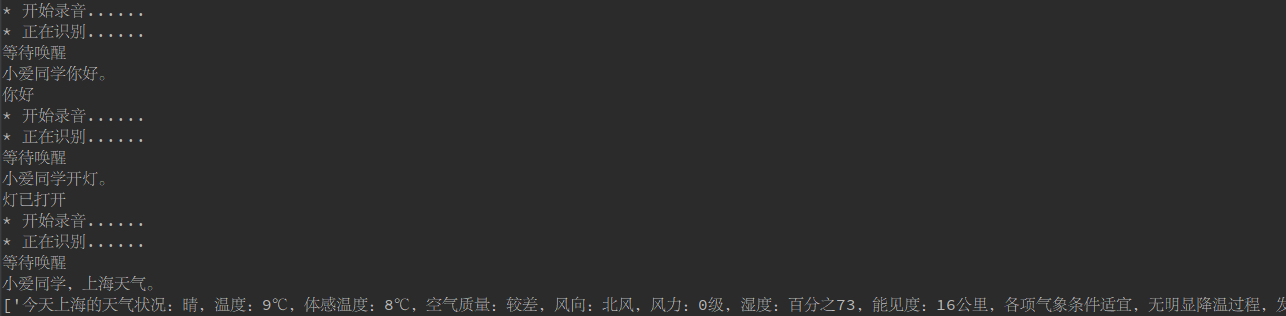 * 开始录音......
* 正在识别......
等待唤醒
小爱同学你好。
你好
* 开始录音......
* 正在识别......
等待唤醒
小爱同学开灯。
灯已打开
* 开始录音......
* 正在识别......
等待唤醒
小爱同学，上海天气。
['今天上海的天气状况：晴，温度：9℃，体感温度：8℃，空气质量：较差，风向：北风，风力：0级，湿度：百分之73，能见度：16公里，各项气象条件适宜，无明显降温过程，发